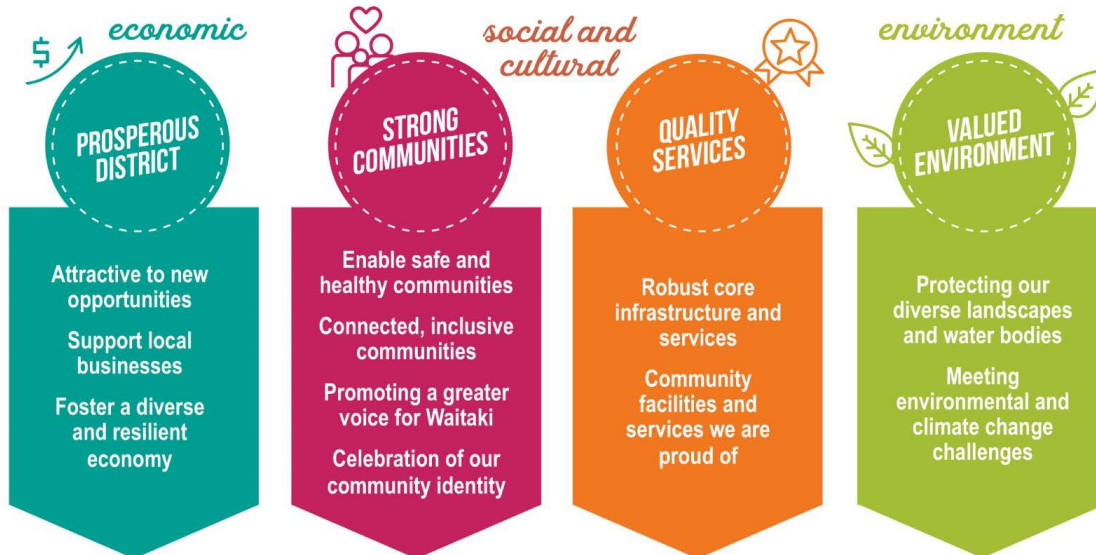 $
economic
PROSPEROUS
DISTRICT
Attractive to new
opportunities
Support local
businesses
Foster a diverse
and resilient
economy
social and
cultural
STRONG
COMMUNITIES
Enable safe and
healthy communities
Connected, inclusive
communities
Promoting a greater
voice for Waitaki
Celebration of our
community identity
QUALITY
SERVICES
Robust core
infrastructure and
services
Community
facilities and
services we are
proud of
environment
VALUED
ENVIRONMENT
Protecting our
diverse landscapes
and water bodies
Meeting
environmental and
climate change
challenges